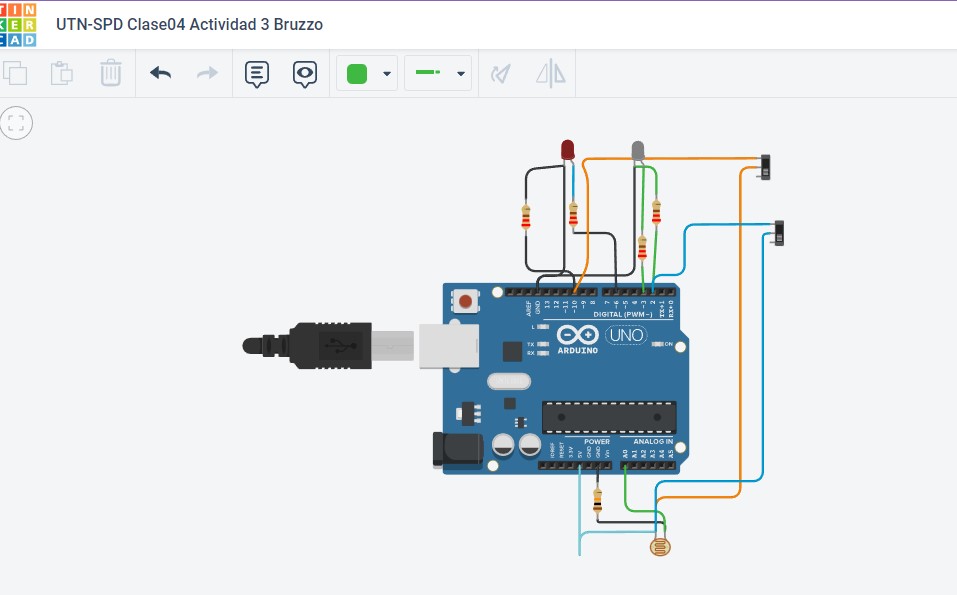 TIN
KER
CAD
UTN-SPD Clase04 Actividad 3 Bruzzo
AREF
GND
13
12
~11
~10
~9
8
7
~6
~5
4
~3
2
TX→1
RX←0
DIGITAL (PWM~)
L
TX
RX
ARDUINO
UNO
ON
POWER
ANALOG IN
IOREF
RESET
3.3V
5V
GND
GND
Vin
A0
A1
A2
A3
A4
A5